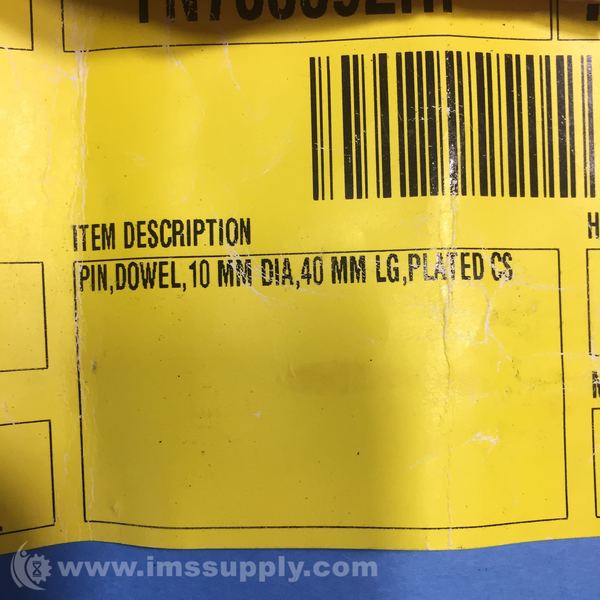 ITEM DESCRIPTION
PIN,DOWEL,10 MM DIA,40 MM LG,PLATED CS
www.imssupply.com